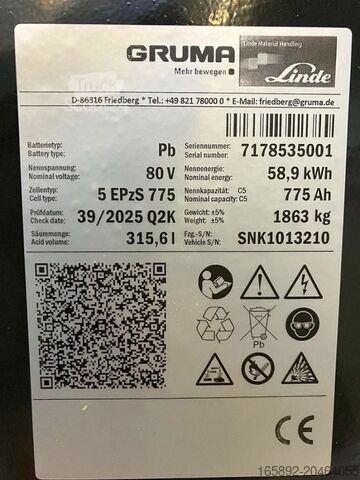 GRUMA
Mehr bewegen
Linde Material Handling
Linde
D-86316 Friedberg * Tel.: +49 821 78000 0 * E-Mail: friedberg@gruma.de
Batterietyp: Pb Seriennummer: 7178535001
Battery type: Serial number:
Nennspannung: 80 V Nennenergie: 58,9 kWh
Nominal voltage: Nominal energy:
Zellentyp: 5 EPzS 775 Nennkapazität: C5 775 Ah
Cell type: Nominal capacity: C5
Prüfdatum: 39/2025 Q2K Gewicht: ±5% 1863 kg
Check date: Weight: ±5%
Säuremenge: 315,6 l Fzg.-S/N: SNK1013210
Acid volume: Vehicle S/N:
Pb
CE
165892-20464055